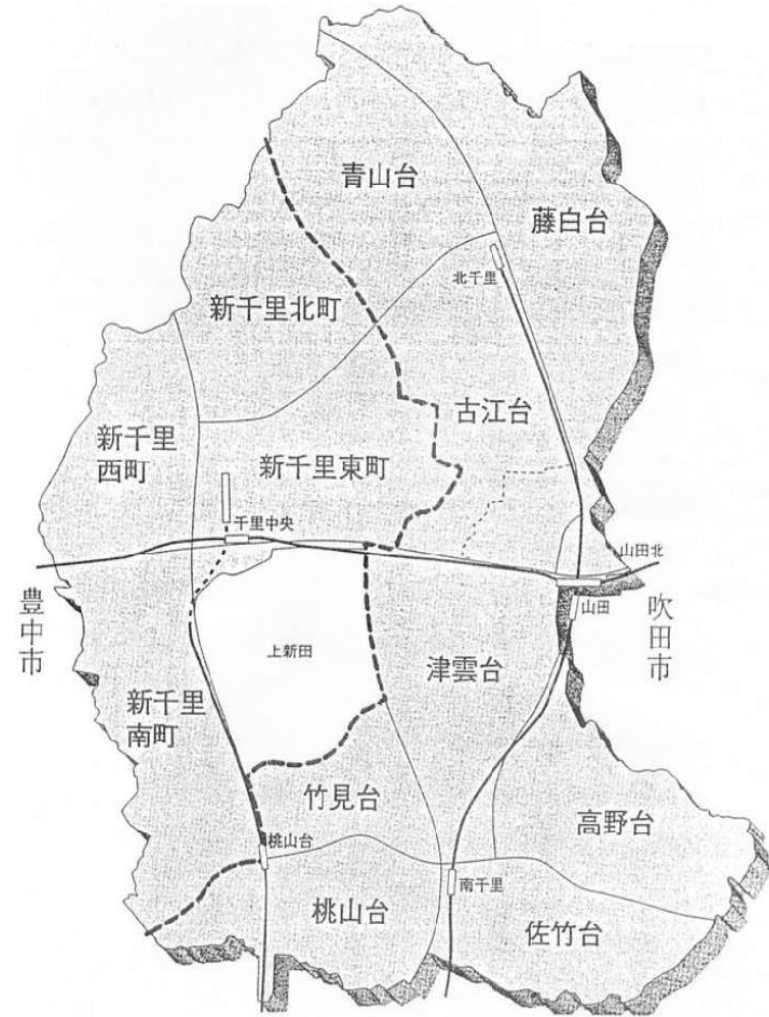 青山台
藤白台
北千里
新千里北町
古江台
新千里
西町
新千里東町
千里中央
山田北
豊中市
山田
吹田市
上新田
津雲台
新千里
南町
竹見台
高野台
桃山台
南千里
桃山台
佐竹台